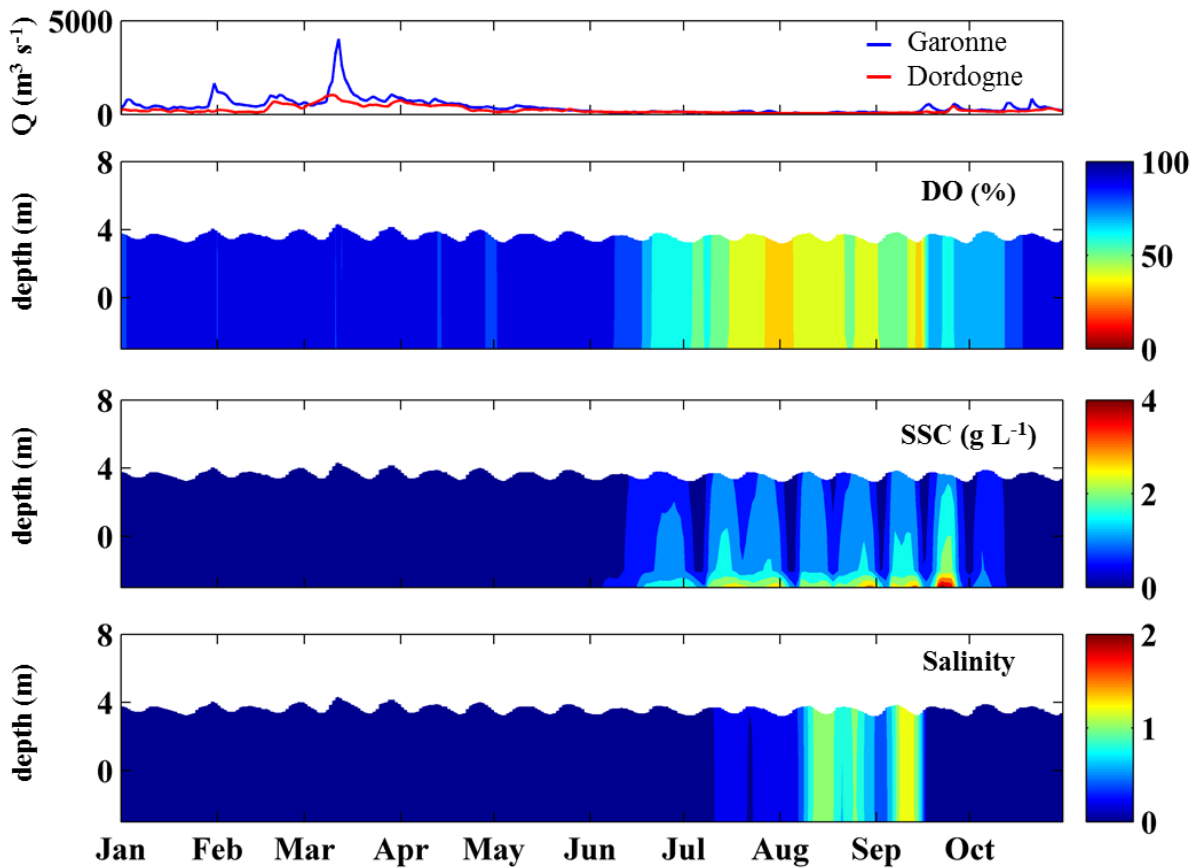 5000
0
Q (m³ s⁻¹)
Garonne
Dordogne
8
4
0
depth (m)
DO (%)
100
50
0
8
4
0
depth (m)
SSC (g L⁻¹)
4
2
0
8
4
0
depth (m)
Salinity
2
1
0
Jan Feb Mar Apr May Jun Jul Aug Sep Oct